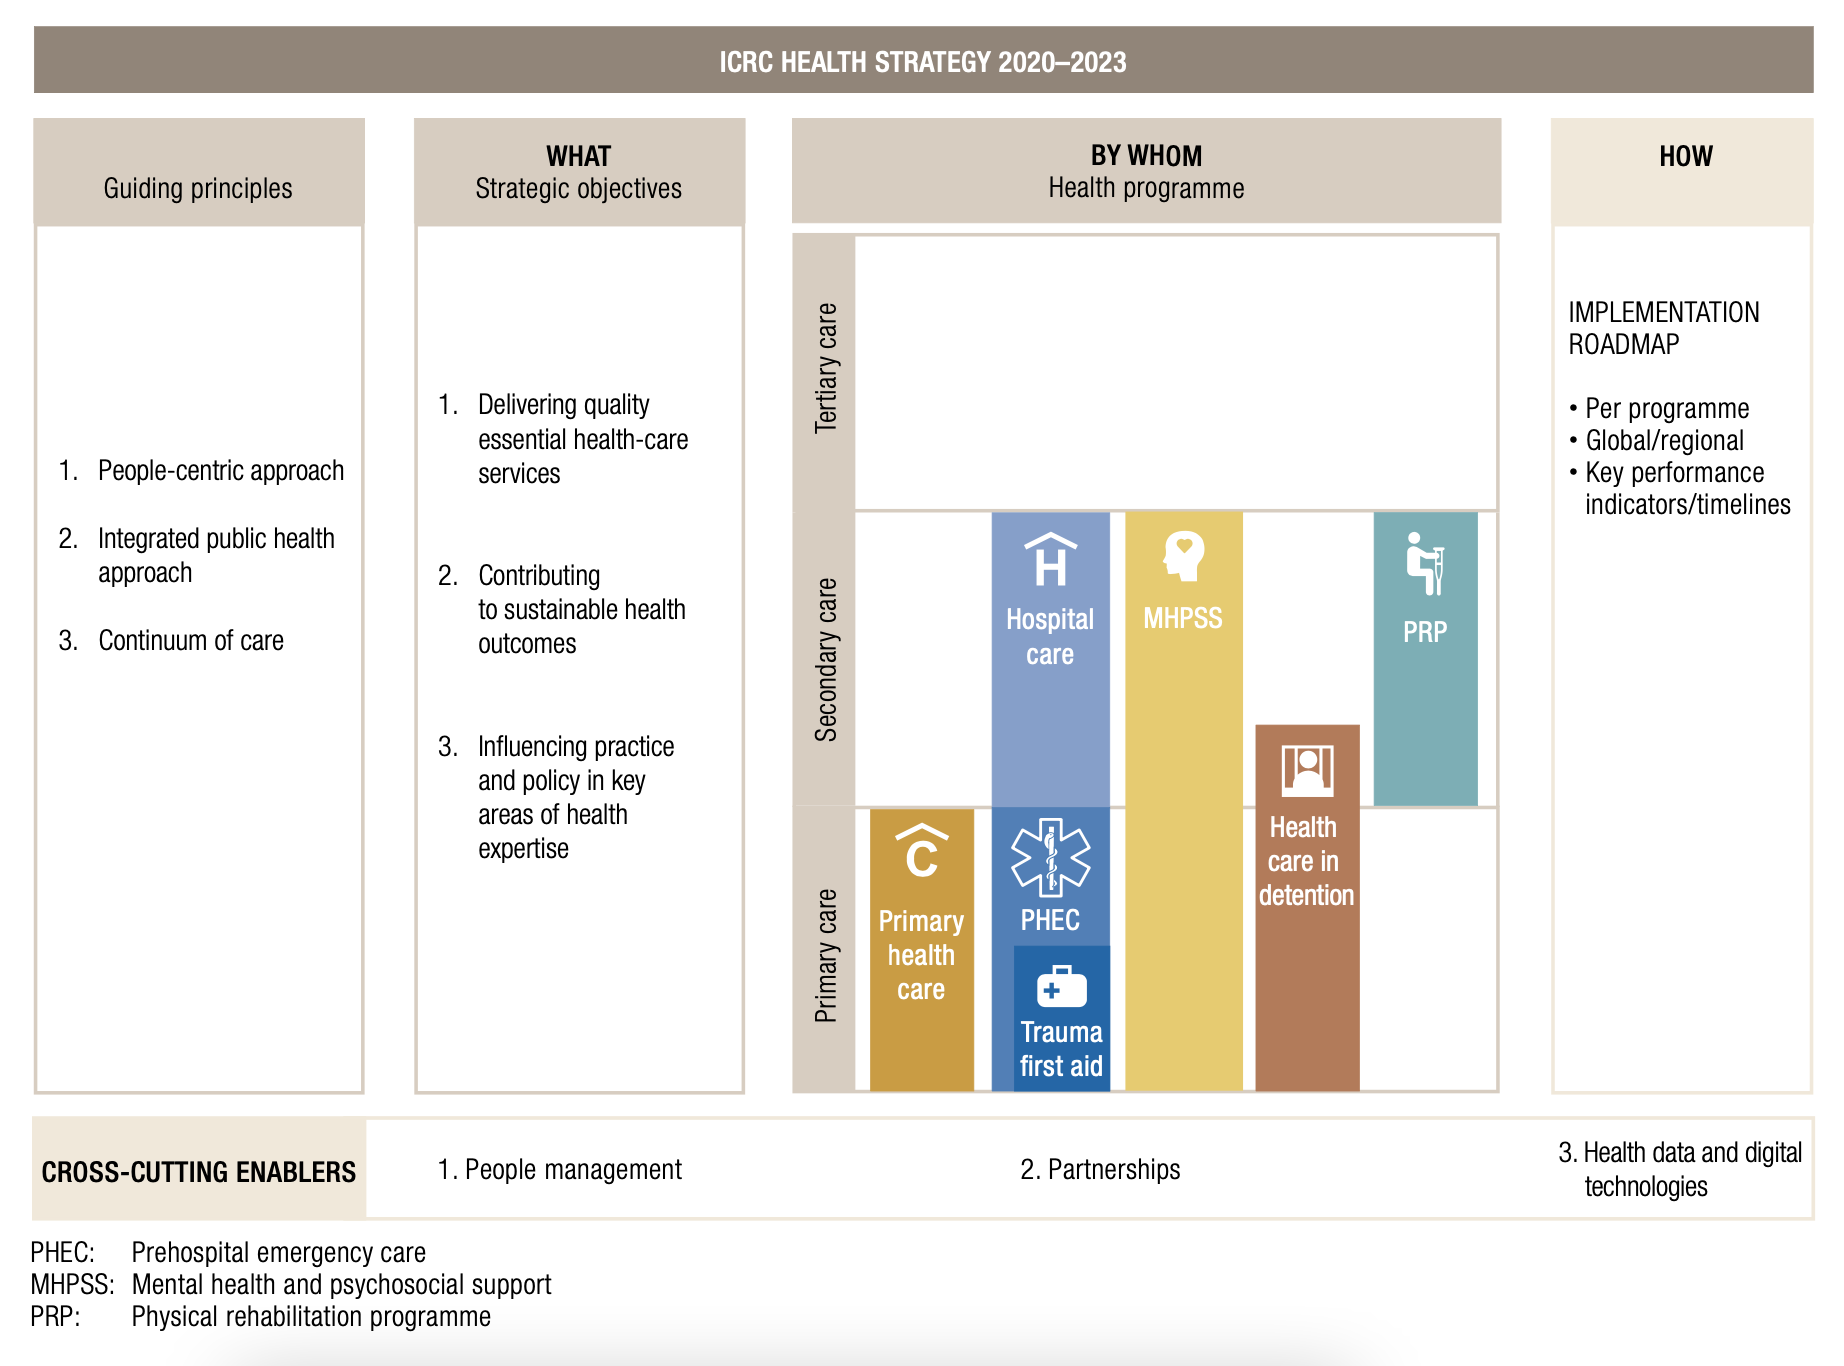 ICRC HEALTH STRATEGY 2020–2023
Guiding principles
1. People-centric approach
2. Integrated public health
approach
3. Continuum of care
WHAT
Strategic objectives
1. Delivering quality
essential health-care
services
2. Contributing
to sustainable health
outcomes
3. Influencing practice
and policy in key
areas of health
expertise
BY WHOM
Health programme
Tertiary care
Secondary care
Primary care
H
Hospital
care
MHPSS
PRP
C
Primary
health
care
PHEC
Trauma
first aid
Health
care in
detention
HOW
IMPLEMENTATION
ROADMAP
• Per programme
• Global/regional
• Key performance
indicators/timelines
CROSS-CUTTING ENABLERS
1. People management
2. Partnerships
3. Health data and digital
technologies
PHEC: Prehospital emergency care
MHPSS: Mental health and psychosocial support
PRP: Physical rehabilitation programme